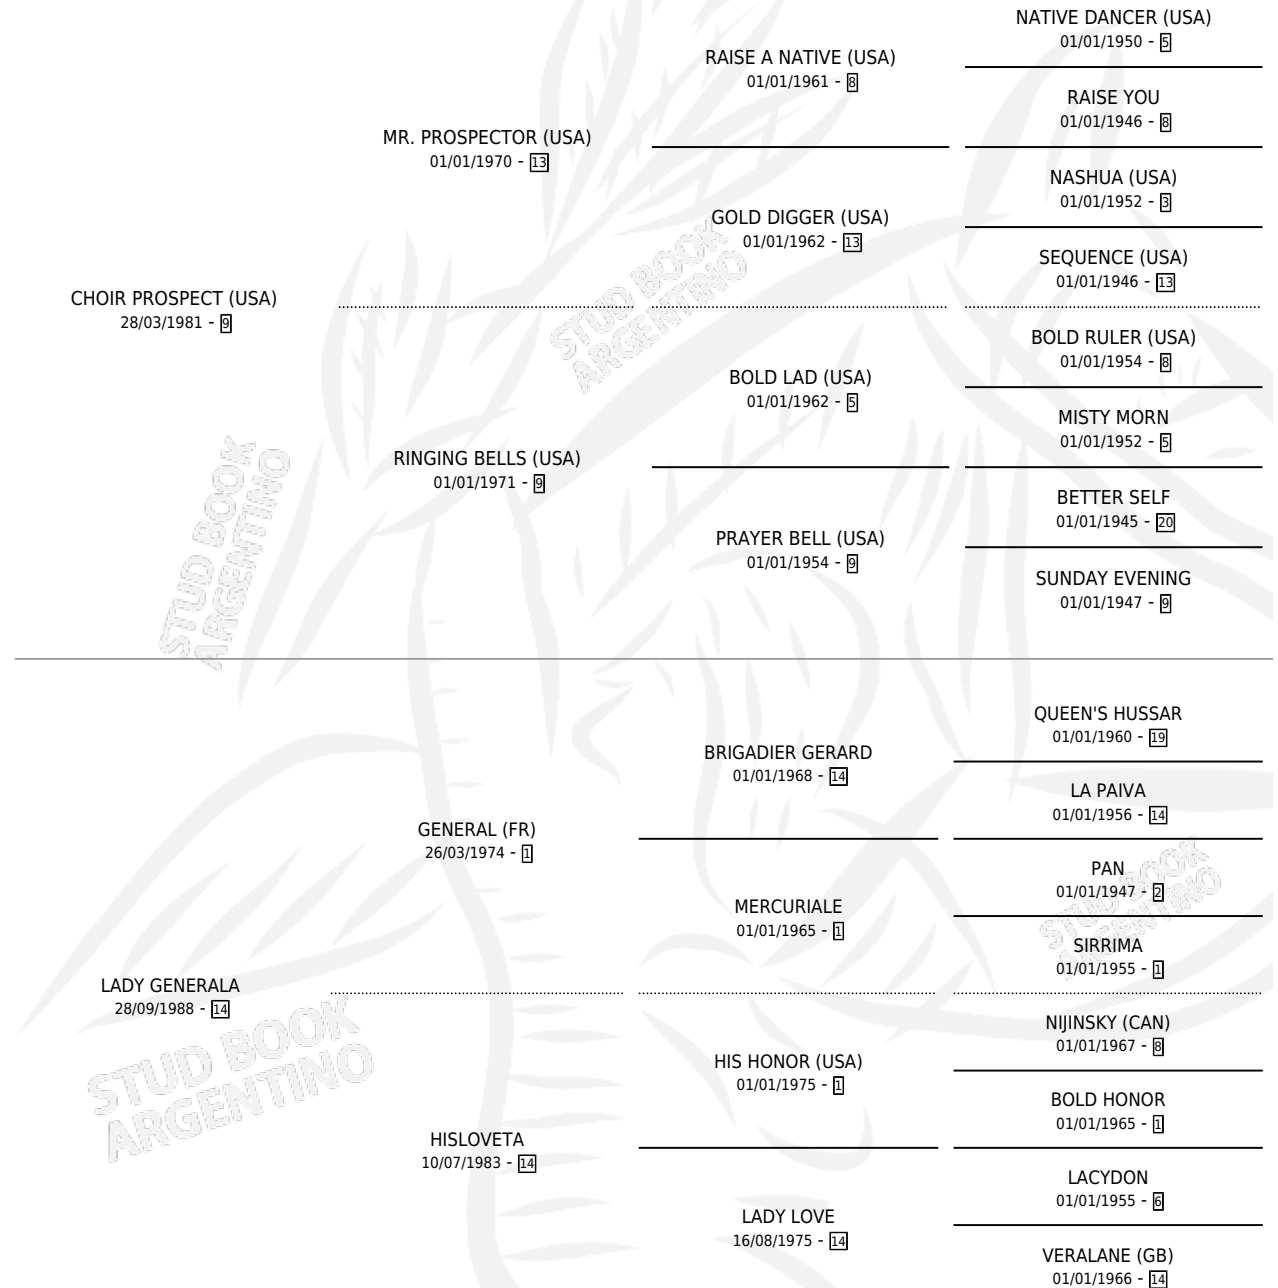 NATIVE DANCER (USA)
01/01/1950 - 5
RAISE A NATIVE (USA)
01/01/1961 - 8
RAISE YOU
01/01/1946 - 8
MR. PROSPECTOR (USA)
01/01/1970 - 13
NASHUA (USA)
01/01/1952 - 3
GOLD DIGGER (USA)
01/01/1962 - 13
SEQUENCE (USA)
01/01/1946 - 13
CHOIR PROSPECT (USA)
28/03/1981 - 9
BOLD RULER (USA)
01/01/1954 - 8
BOLD LAD (USA)
01/01/1962 - 5
MISTY MORN
01/01/1952 - 5
RINGING BELLS (USA)
01/01/1971 - 9
BETTER SELF
01/01/1945 - 20
PRAYER BELL (USA)
01/01/1954 - 9
SUNDAY EVENING
01/01/1947 - 9
QUEEN'S HUSSAR
01/01/1960 - 19
BRIGADIER GERARD
01/01/1968 - 14
LA PAIVA
01/01/1956 - 14
GENERAL (FR)
26/03/1974 - 1
PAN
01/01/1947 - 2
MERCURIALE
01/01/1965 - 1
SIRRIMA
01/01/1955 - 1
LADY GENERALA
28/09/1988 - 14
NIJINSKY (CAN)
01/01/1967 - 8
HIS HONOR (USA)
01/01/1975 - 1
BOLD HONOR
01/01/1965 - 1
HISLOVETA
10/07/1983 - 14
LACYDON
01/01/1955 - 6
LADY LOVE
16/08/1975 - 14
VERALANE (GB)
01/01/1966 - 14
STUD BOOK
ARGENTINO
STUD BOOK
ARGENTINO
STUD BOOK
ARGENTINO
STUD BOOK
ARGENTINO